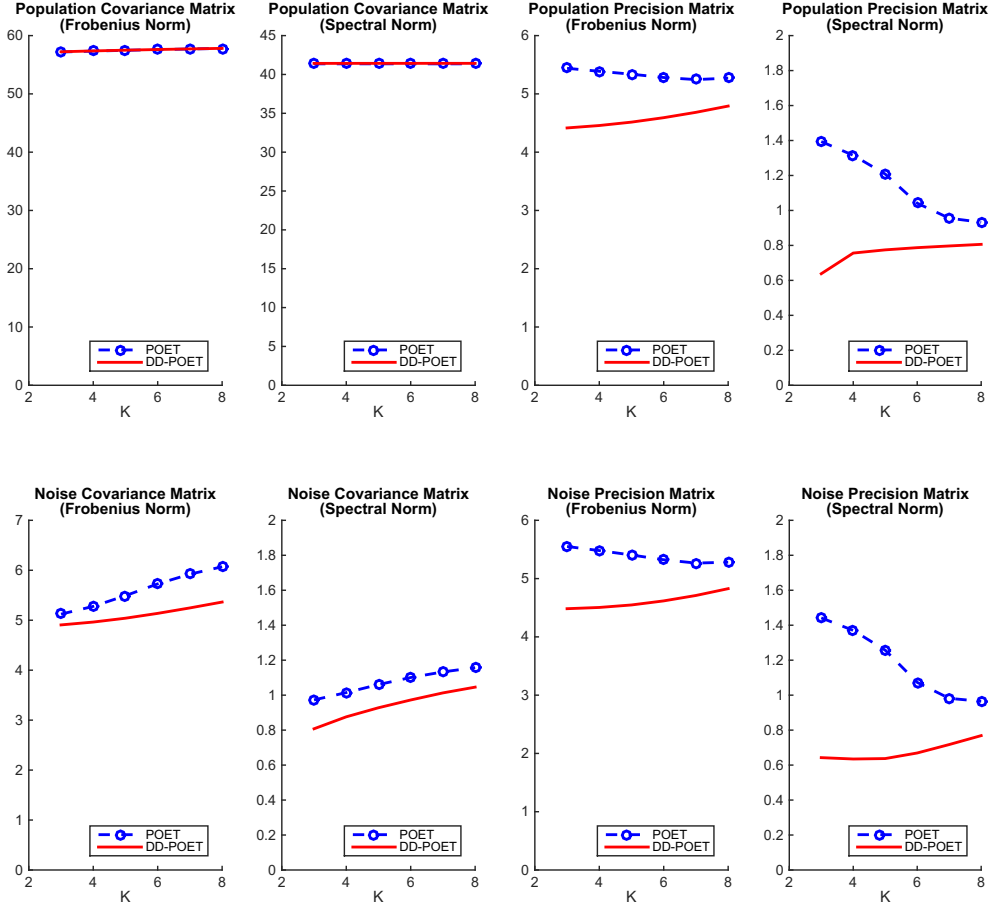 Population Covariance Matrix
(Frobenius Norm)
60
50
40
30
20
10
0
2
4
6
8
K
POET
DD-POET
Population Covariance Matrix
(Spectral Norm)
45
40
35
30
25
20
15
10
5
0
2
4
6
8
K
POET
DD-POET
Population Precision Matrix
(Frobenius Norm)
6
5
4
3
2
1
0
2
4
6
8
K
POET
DD-POET
Population Precision Matrix
(Spectral Norm)
2
1.8
1.6
1.4
1.2
1
0.8
0.6
0.4
0.2
0
2
4
6
8
K
POET
DD-POET
Noise Covariance Matrix
(Frobenius Norm)
7
6
5
4
3
2
1
0
2
4
6
8
K
POET
DD-POET
Noise Covariance Matrix
(Spectral Norm)
2
1.8
1.6
1.4
1.2
1
0.8
0.6
0.4
0.2
0
2
4
6
8
K
POET
DD-POET
Noise Precision Matrix
(Frobenius Norm)
6
5
4
3
2
1
0
2
4
6
8
K
POET
DD-POET
Noise Precision Matrix
(Spectral Norm)
2
1.8
1.6
1.4
1.2
1
0.8
0.6
0.4
0.2
0
2
4
6
8
K
POET
DD-POET